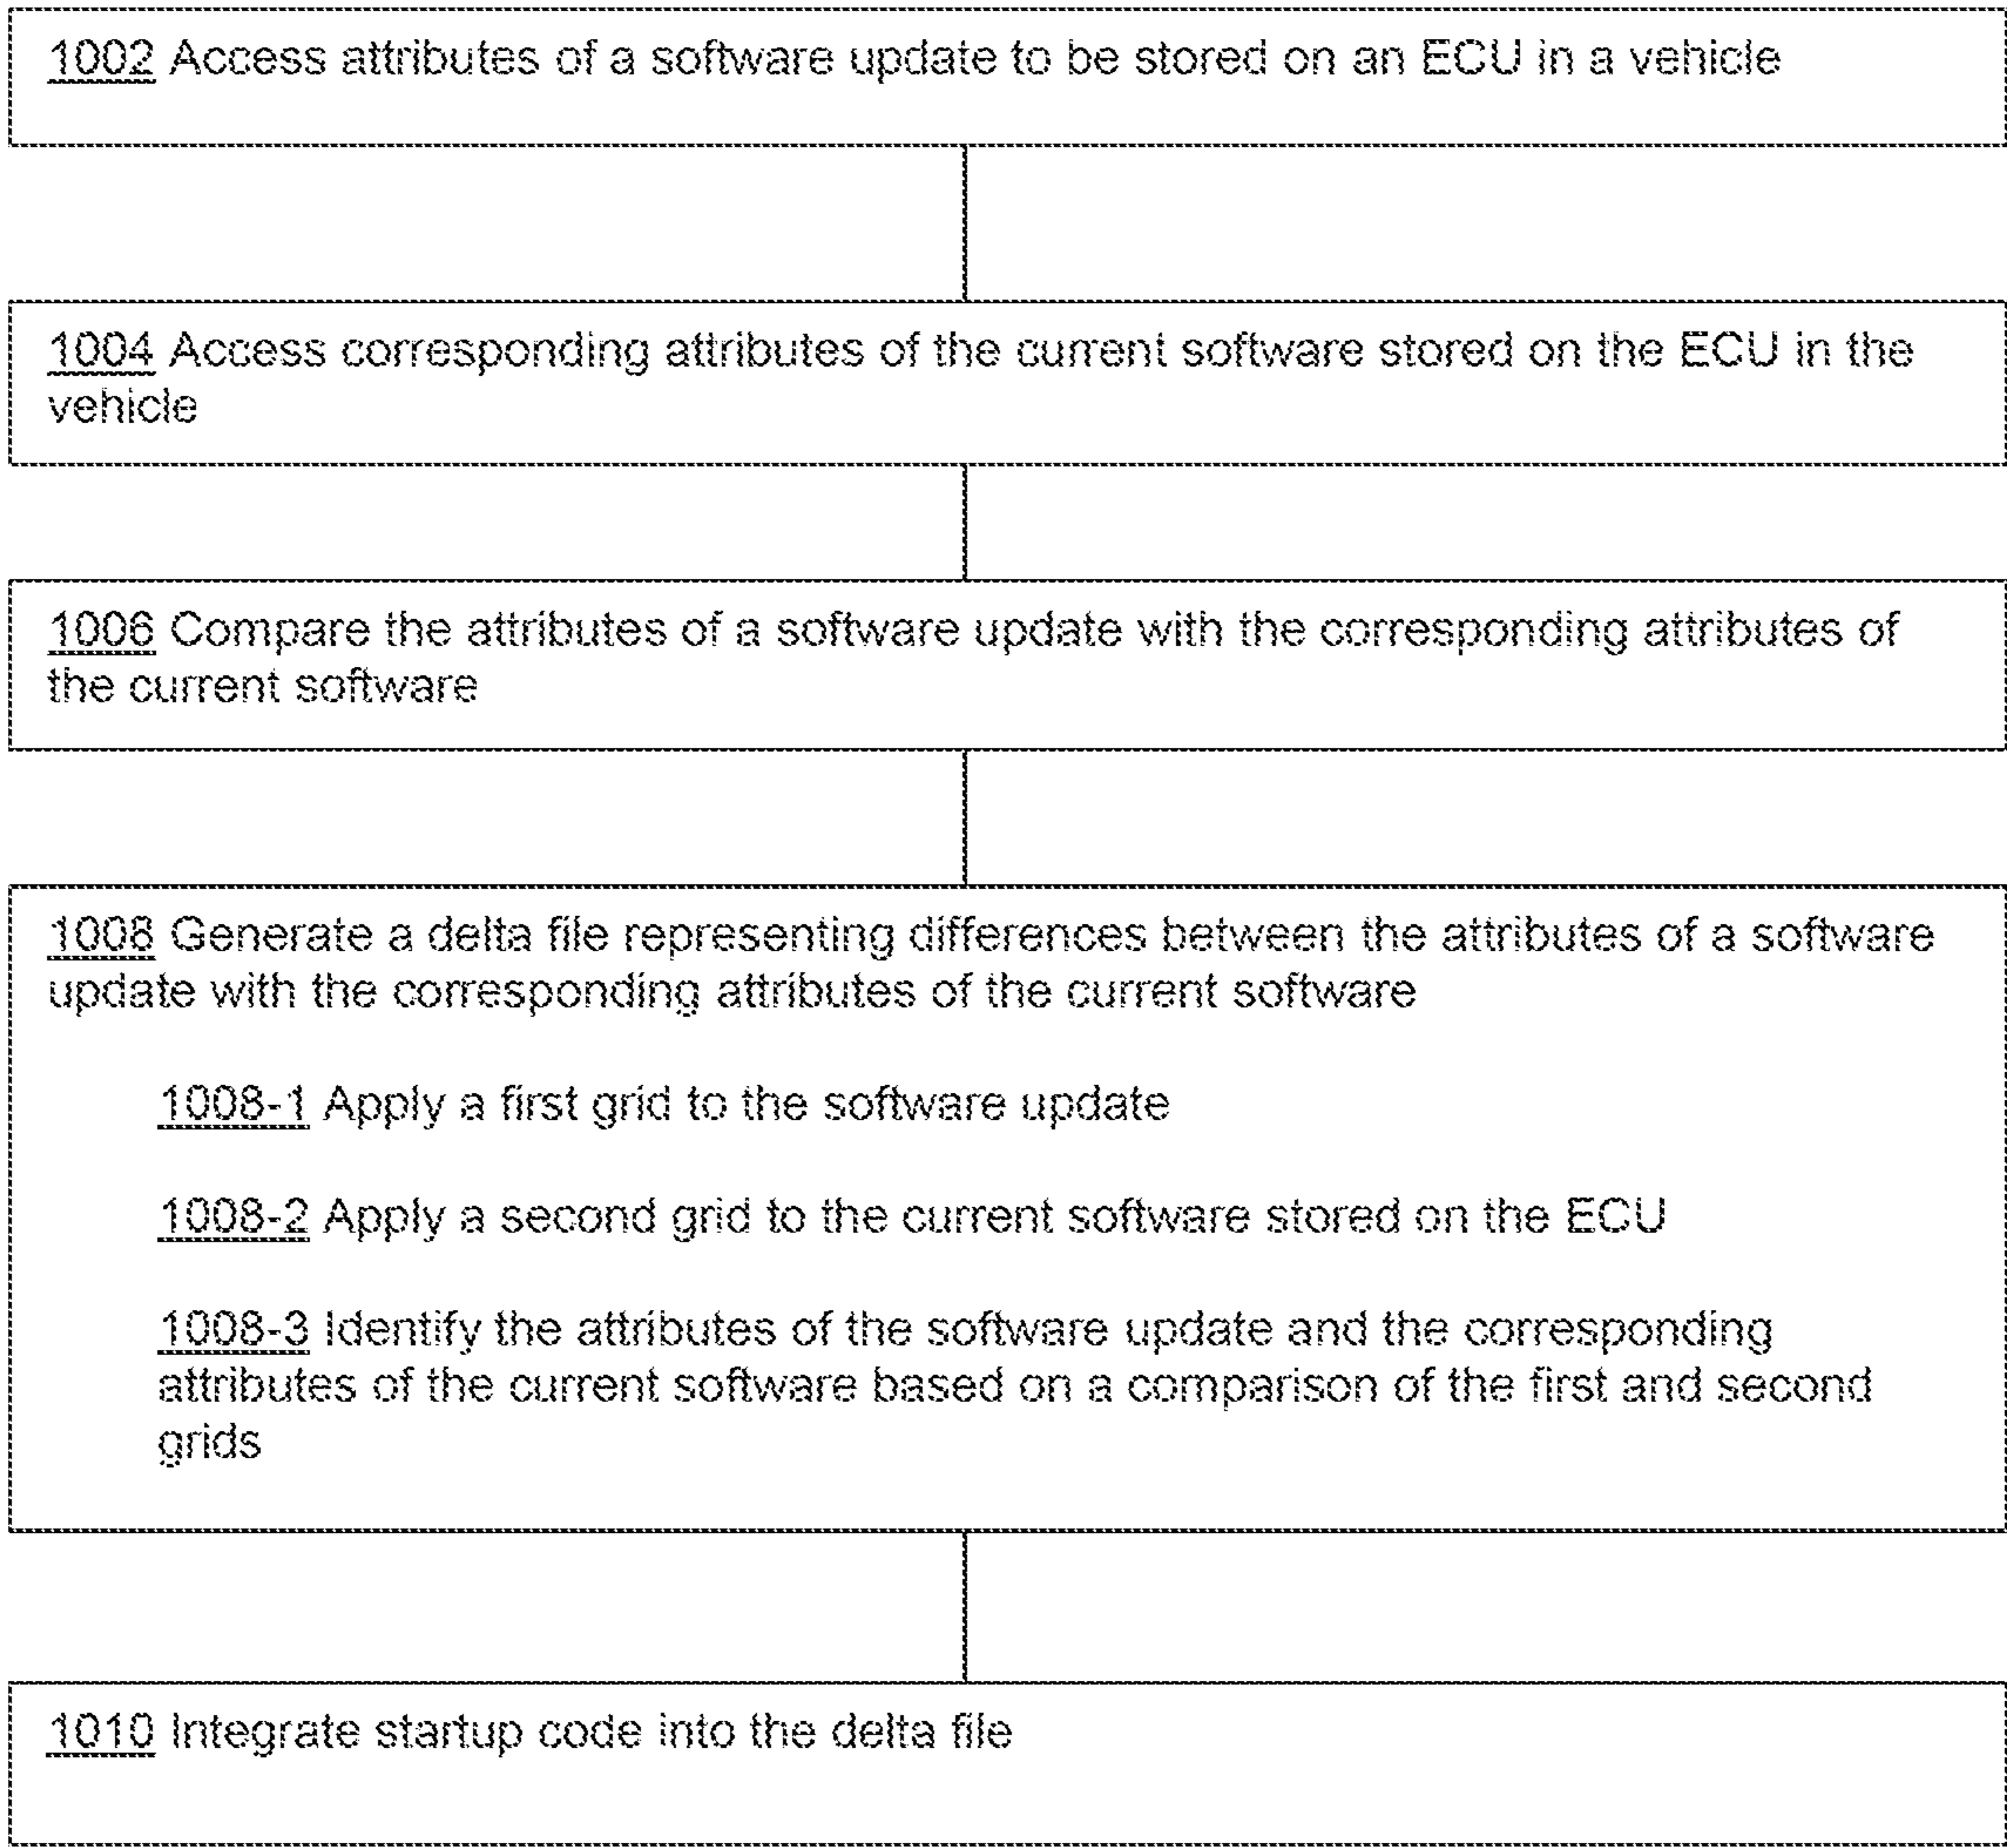 1002 Access attributes of a software update to be stored on an ECU in a vehicle
1004 Access corresponding attributes of the current software stored on the ECU in the
vehicle
1006 Compare the attributes of a software update with the corresponding attributes of
the current software
1008 Generate a delta file representing differences between the attributes of a software
update with the corresponding attributes of the current software
1008-1 Apply a first grid to the software update
1008-2 Apply a second grid to the current software stored on the ECU
1008-3 Identify the attributes of the software update and the corresponding
attributes of the current software based on a comparison of the first and second
grids
1010 Integrate startup code into the delta file